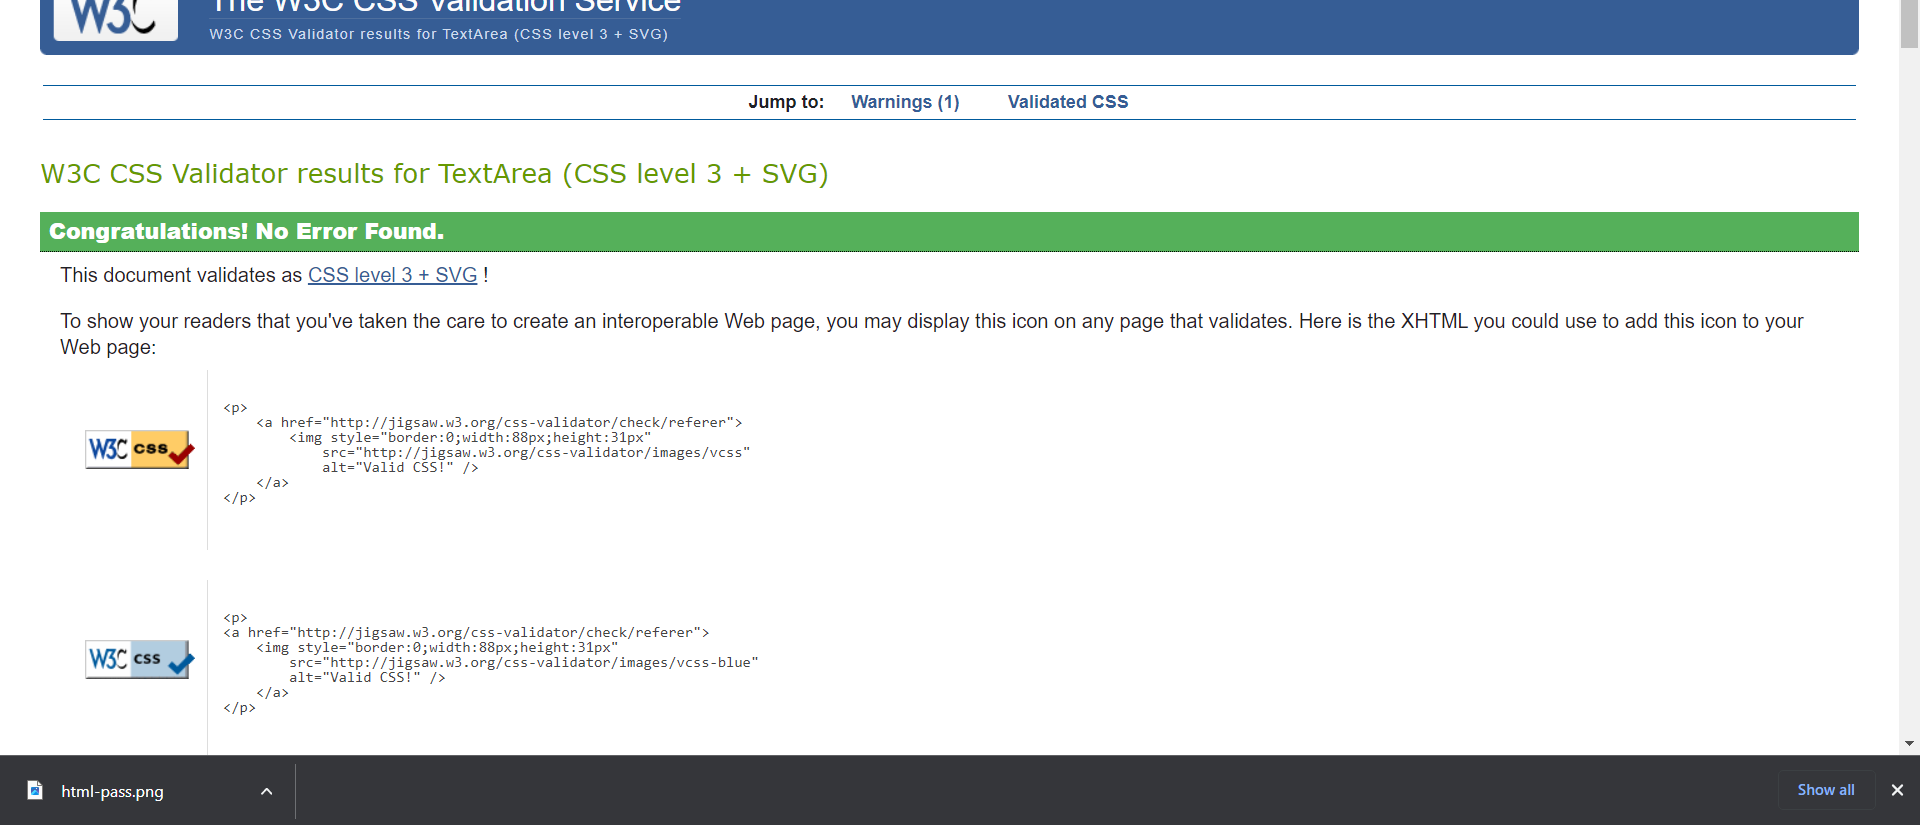 W3C
The W3C CSS Validation Service
W3C CSS Validator results for TextArea (CSS level 3 + SVG)
Jump to: Warnings (1) Validated CSS
W3C CSS Validator results for TextArea (CSS level 3 + SVG)
Congratulations! No Error Found.
This document validates as CSS level 3 + SVG !
To show your readers that you've taken the care to create an interoperable Web page, you may display this icon on any page that validates. Here is the XHTML you could use to add this icon to your
Web page:
W3C css
<p>
    <a href="http://jigsaw.w3.org/css-validator/check/referer">
        <img style="border:0;width:88px;height:31px"
            src="http://jigsaw.w3.org/css-validator/images/vcss"
            alt="Valid CSS!" />
    </a>
</p>
W3C css
<p>
<a href="http://jigsaw.w3.org/css-validator/check/referer">
    <img style="border:0;width:88px;height:31px"
        src="http://jigsaw.w3.org/css-validator/images/vcss-blue"
        alt="Valid CSS!" />
    </a>
</p>
html-pass.png
Show all